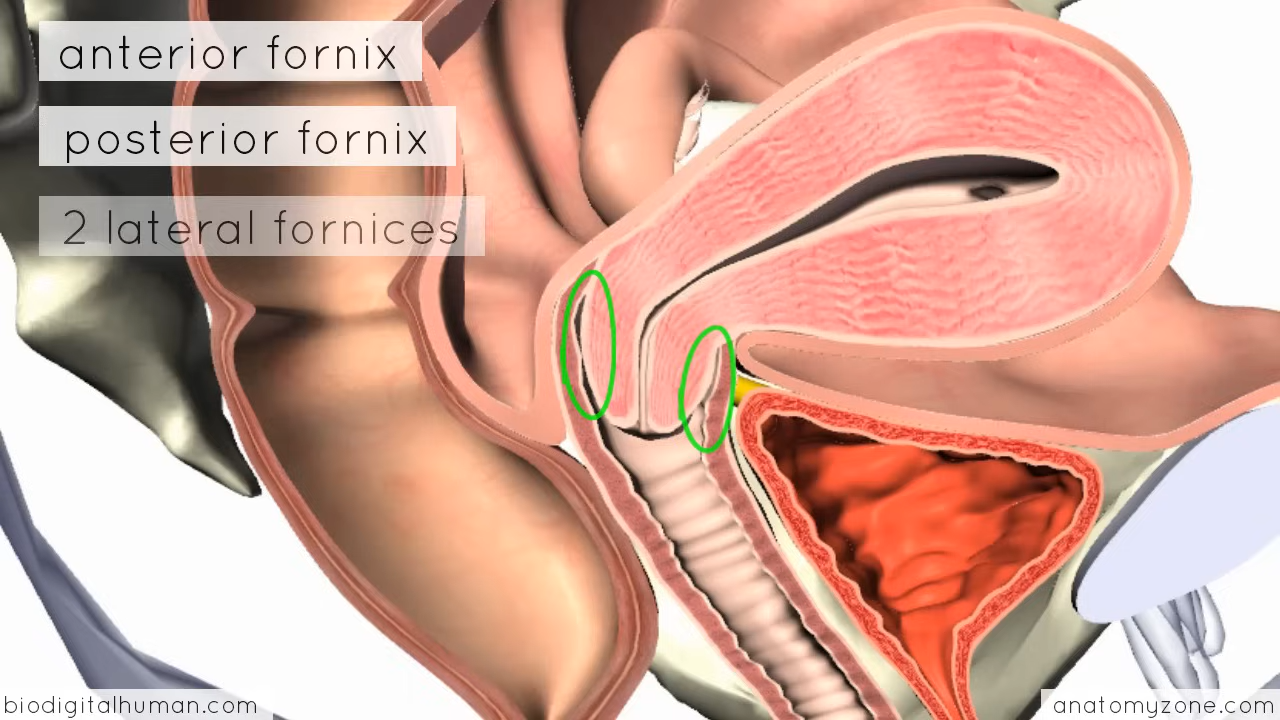 anterior fornix
posterior fornix
2 lateral fornices
biodigitalhuman.com
anatomyzone.com